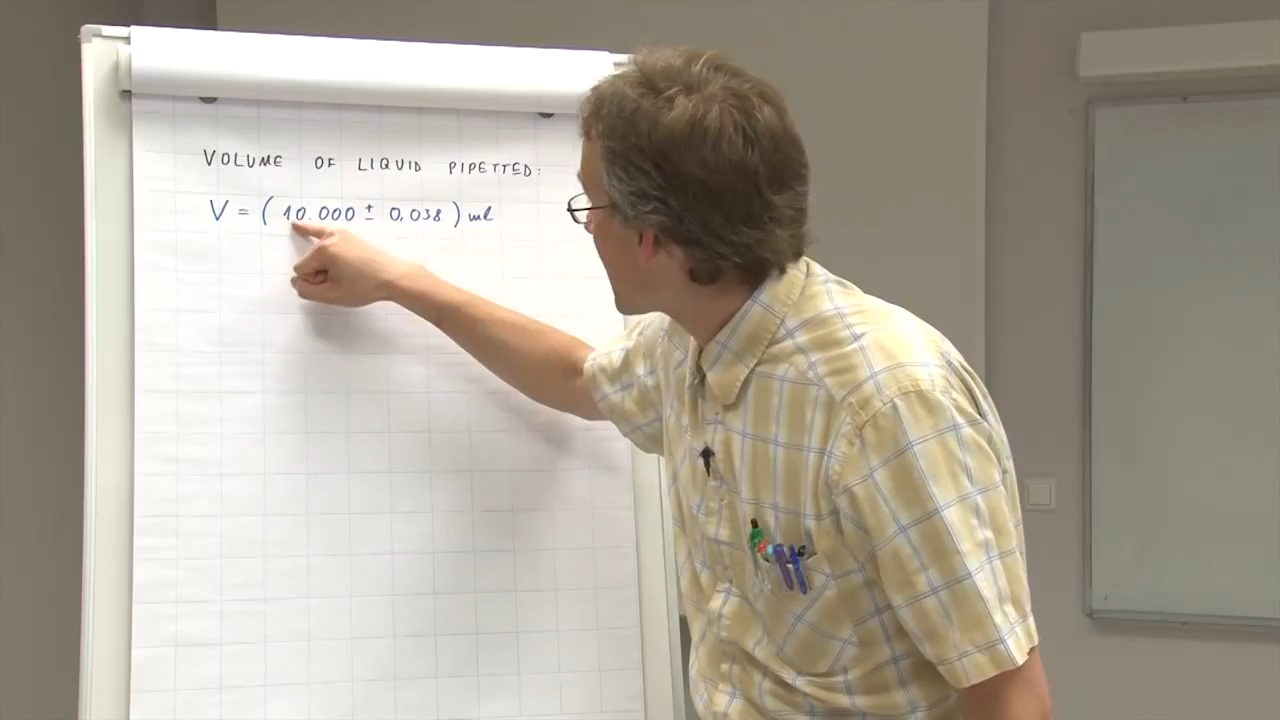 VOLUME OF LIQUID PIPETTED:
V = ( 10.000 ± 0,038 ) ml